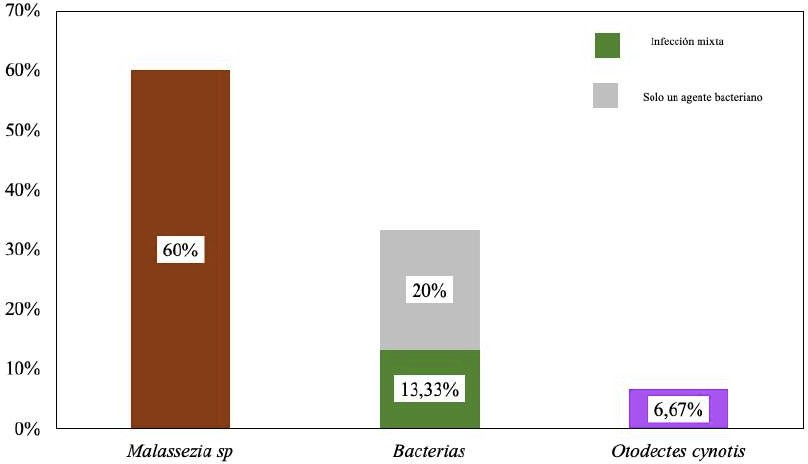 70%
60%
50%
40%
30%
20%
10%
0%
Infección mixta
Solo un agente bacteriano
60%
20%
13,33%
6,67%
Malassezia sp
Bacterias
Otodectes cynotis